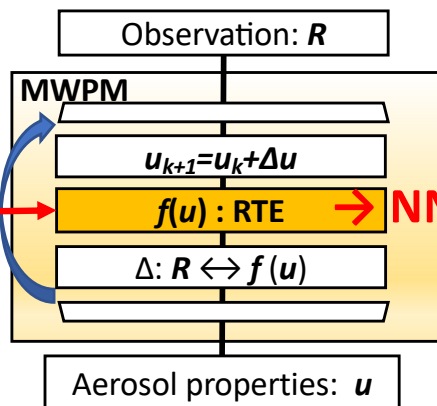 Observation: R
MWPM
uₖ₊₁=uₖ+Δu
f(u) : RTE → NN
Δ: R ↔ f (u)
Aerosol properties: u